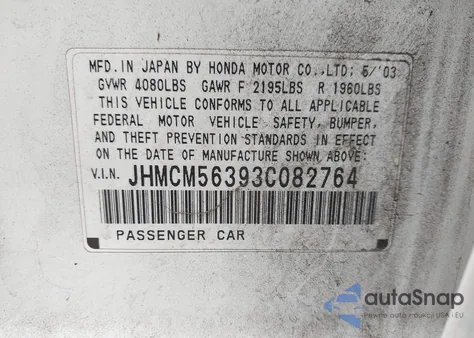 MFD. IN JAPAN BY HONDA MOTOR CO.,LTD; 5/'03
GVWR 4080LBS GAWR F 2195LBS R 1980LBS
THIS VEHICLE CONFORMS TO ALL APPLICABLE
FEDERAL MOTOR VEHICLE SAFETY, BUMPER,
AND THEFT PREVENTION STANDARDS IN EFFECT
ON THE DATE OF MANUFACTURE SHOWN ABOVE:
V.I.N. JHMCM56393C082764
PASSENGER CAR
autaSnap